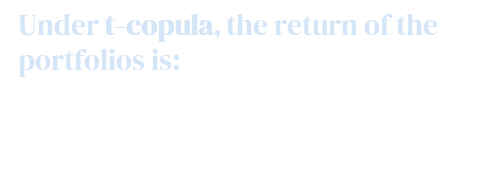 Under t-copula, the return of the
portfolios is: